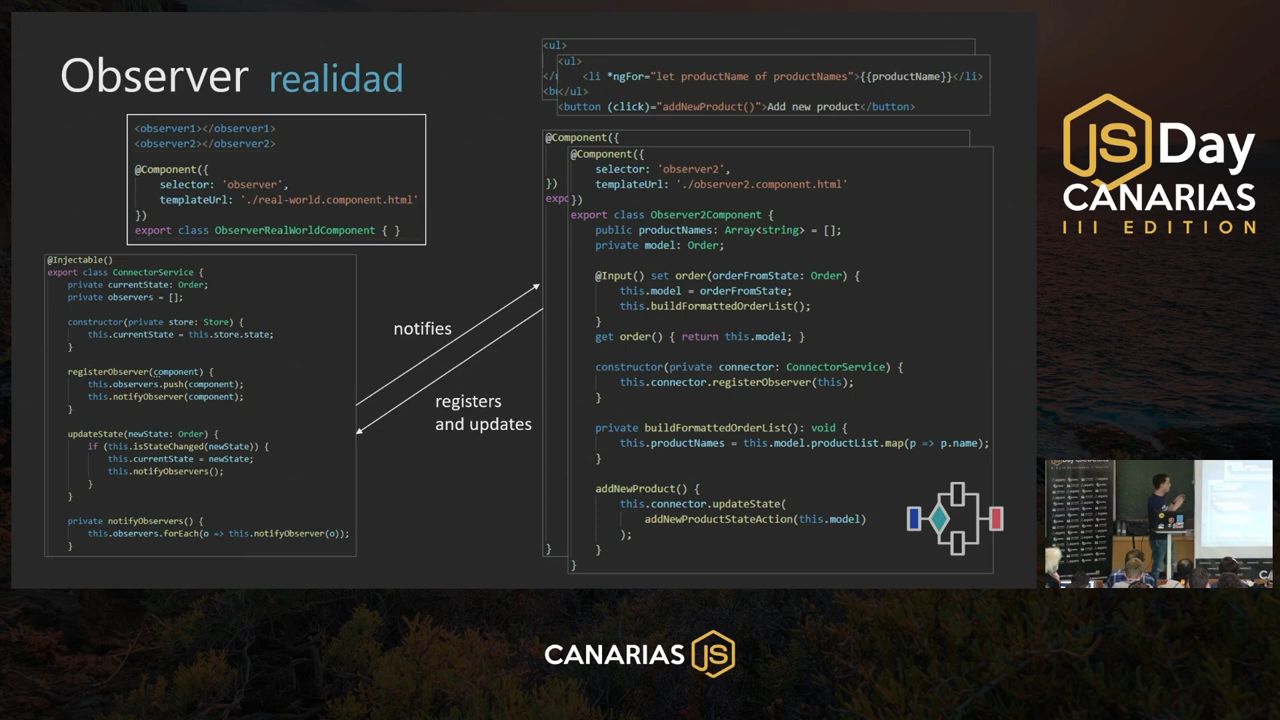 Observer realidad
<observer1></observer1>
<observer2></observer2>
@Component({
selector: 'observer',
templateUrl: './real-world.component.html'
})
export class ObserverRealWorldComponent { }
@Injectable()
export class ConnectorService {
private currentState: Order;
private observers = [];
constructor(private store: Store) {
this.currentState = this.store.state;
}
registerObserver(component) {
this.observers.push(component);
this.notifyObserver(component);
}
updateState(newState: Order) {
if (this.isStateChanged(newState)) {
this.currentState = newState;
this.notifyObservers();
}
}
private notifyObservers() {
this.observers.forEach(o => this.notifyObserver(o));
}
notifies
registers
and updates
<ul>
<ul>
<li *ngFor="let productName of productNames">{{productName}}</li>
</ul>
<button (click)="addNewProduct()">Add new product</button>
@Component({
})
}
@Component({
selector: 'observer2',
templateUrl: './observer2.component.html'
})
export class Observer2Component {
public productNames: Array<string> = [];
private model: Order;
@Input() set order(orderFromState: Order) {
this.model = orderFromState;
this.buildFormattedOrderList();
}
get order() { return this.model; }
constructor(private connector: ConnectorService) {
this.connector.registerObserver(this);
}
private buildFormattedOrderList(): void {
this.productNames = this.model.productList.map(p => p.name);
}
addNewProduct() {
this.connector.updateState(
addNewProductStateAction(this.model)
);
}
}
JS Day
CANARIAS
III EDITION
CANARIAS JS